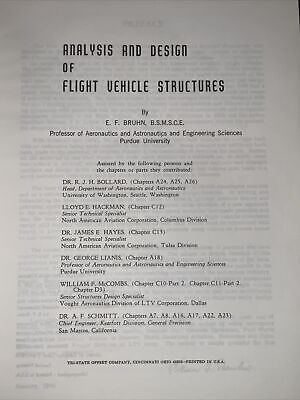 ANALYSIS AND DESIGN
OF
FLIGHT VEHICLE STRUCTURES
By
E. F. BRUHN, B.S.M.S.C.E.
Professor of Aeronautics and Astronautics and Engineering Sciences
Purdue University
Assisted by the following persons and
the chapters or parts they contributed:
DR. R. J. H. BOLLARD. (Chapters A24, A25, A26)
Head, Department of Aeronautics and Astronautics
University of Washington, Seattle, Washington
LLOYD E. HACKMAN. (Chapter C12)
Senior Technical Specialist
North American Aviation Corporation, Columbus Division
DR. JAMES E. HAYES. (Chapter C13)
Senior Technical Specialist
North American Aviation Corporation, Tulsa Division
DR. GEORGE LIANIS. (Chapter A18)
Professor of Aeronautics and Astronautics and Engineering Sciences
Purdue University
WILLIAM F. McCOMBS. (Chapter C10-Part 2. Chapter C11-Part 2.
Chapter D3)
Senior Structures Design Specialist
Vought Aeronautics Division of LTV Corporation, Dallas
DR. A. F. SCHMITT. (Chapters A7, A8, A16, A17, A22, A23)
Chief Engineer, Kearfott Division, General Precision
San Marcos, California
TRI-STATE OFFSET COMPANY, CINCINNATI OHIO 45202—PRINTED IN U.S.A.